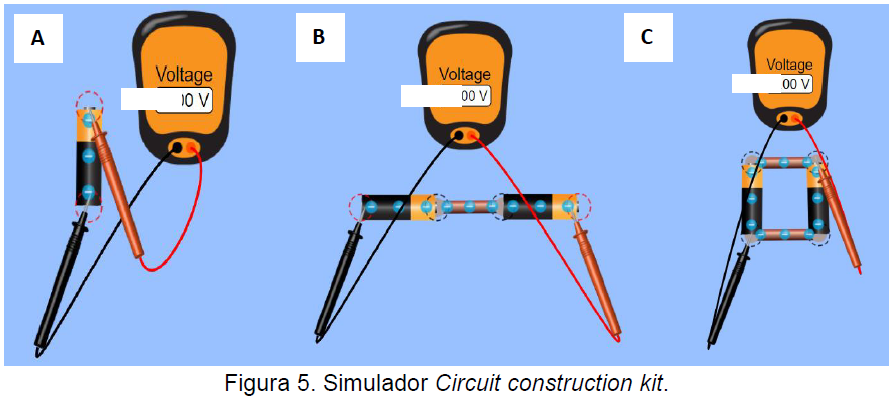 A
B
C
Voltage
00 V
Voltage
00 V
Voltage
00 V
Figura 5. Simulador Circuit construction kit.